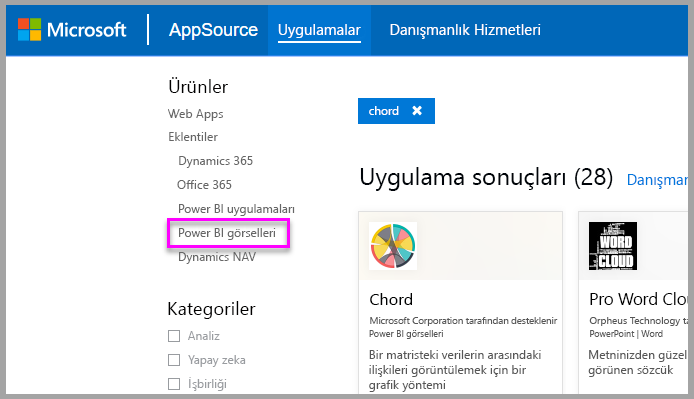 Microsoft AppSource Uygulamalar Danışmanlık Hizmetleri
Ürünler
Web Apps
Eklentiler
Dynamics 365
Office 365
Power BI uygulamaları
Power BI görselleri
Dynamics NAV
Kategoriler
Analiz
Yapay zeka
İşbirliği
chord ✖
Uygulama sonuçları (28) Danışman
Chord
Microsoft Corporation tarafından desteklenir
Power BI görselleri
Bir matristeki verilerin arasındaki
ilişkileri görüntülemek için bir
grafik yöntemi
WORD
CLOUD
Pro Word Clo
Orpheus Technology ta
PowerPoint | Word
Metninizden güzel
görünen sözcük